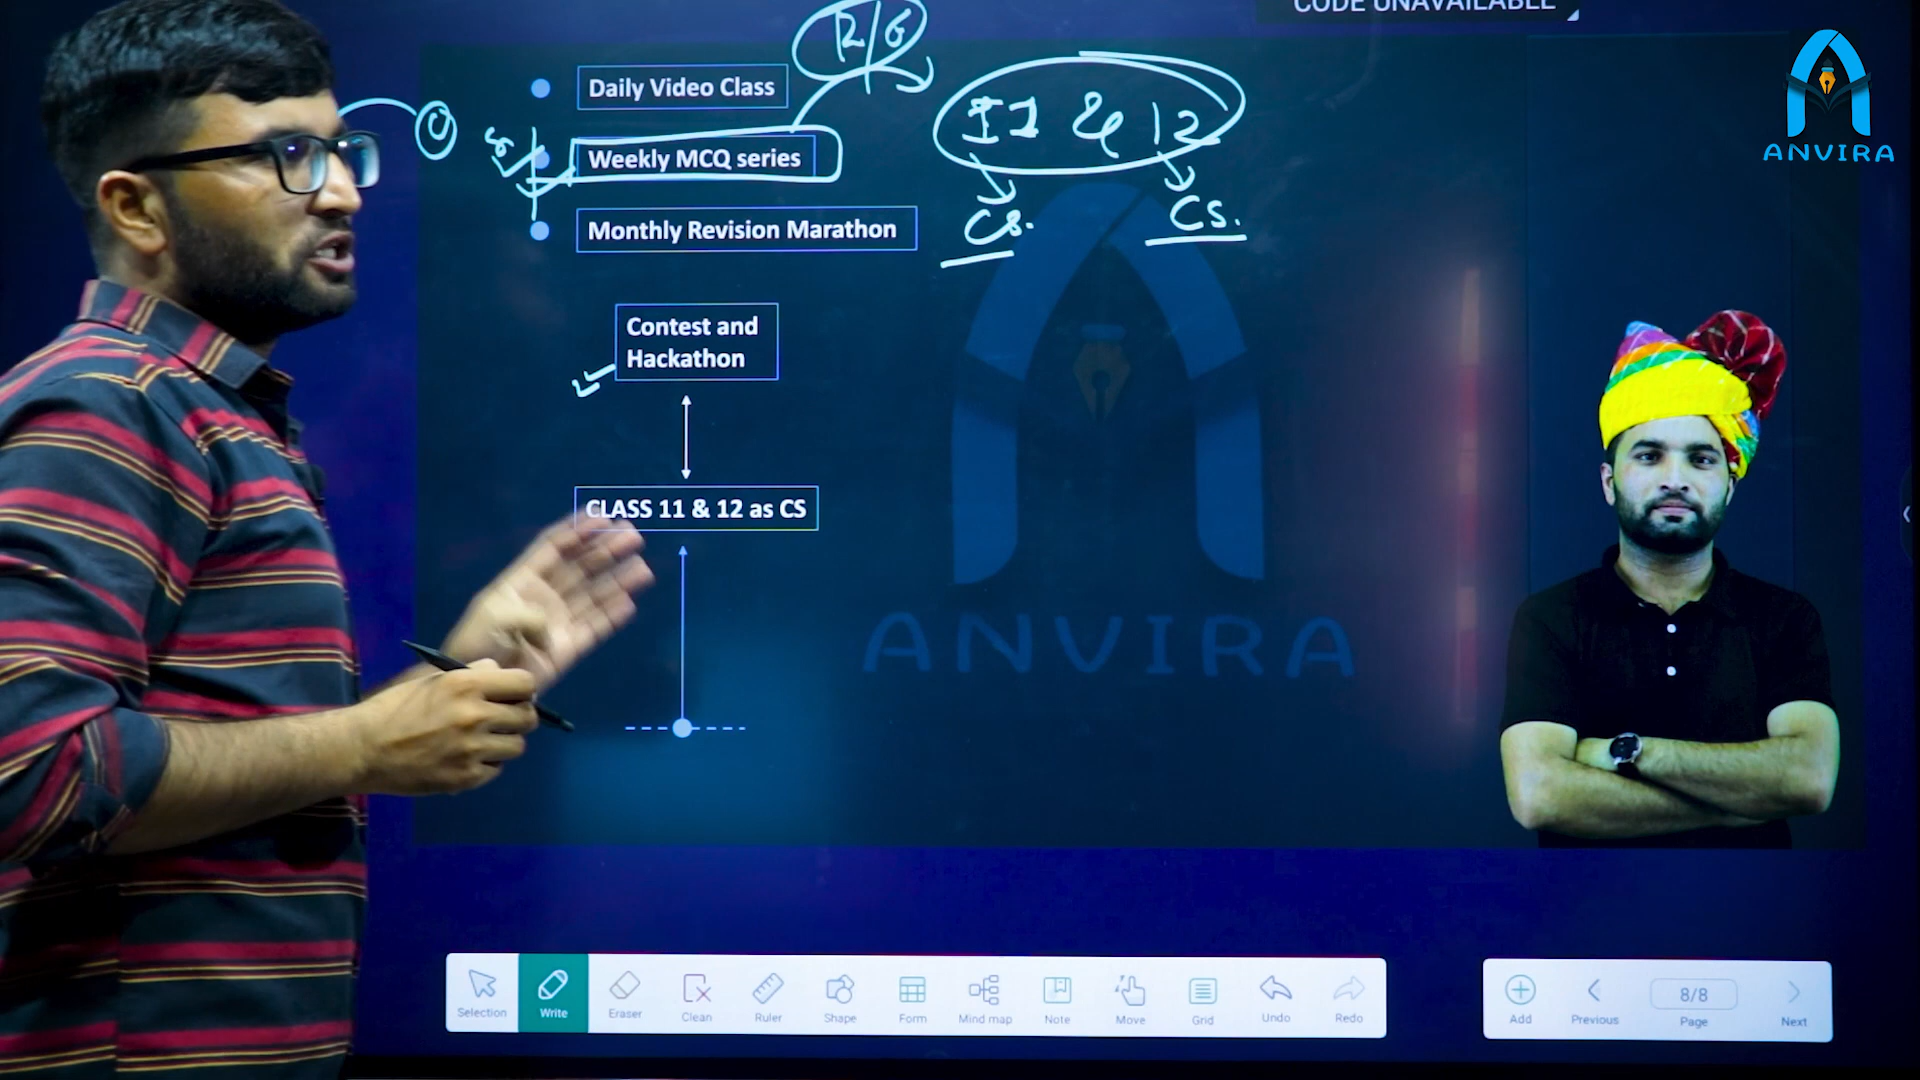 CODE UNAVAILABLE
R/G
Daily Video Class
11 & 12
Weekly MCQ series
CS.
CS.
Monthly Revision Marathon
ANVIRA
Contest and
Hackathon
CLASS 11 & 12 as CS
ANVIRA
Selection
Write
Eraser
Clean
Ruler
Shape
Form
Mind map
Note
Move
Grid
Undo
Redo
Add
Previous
8/8
Page
Next